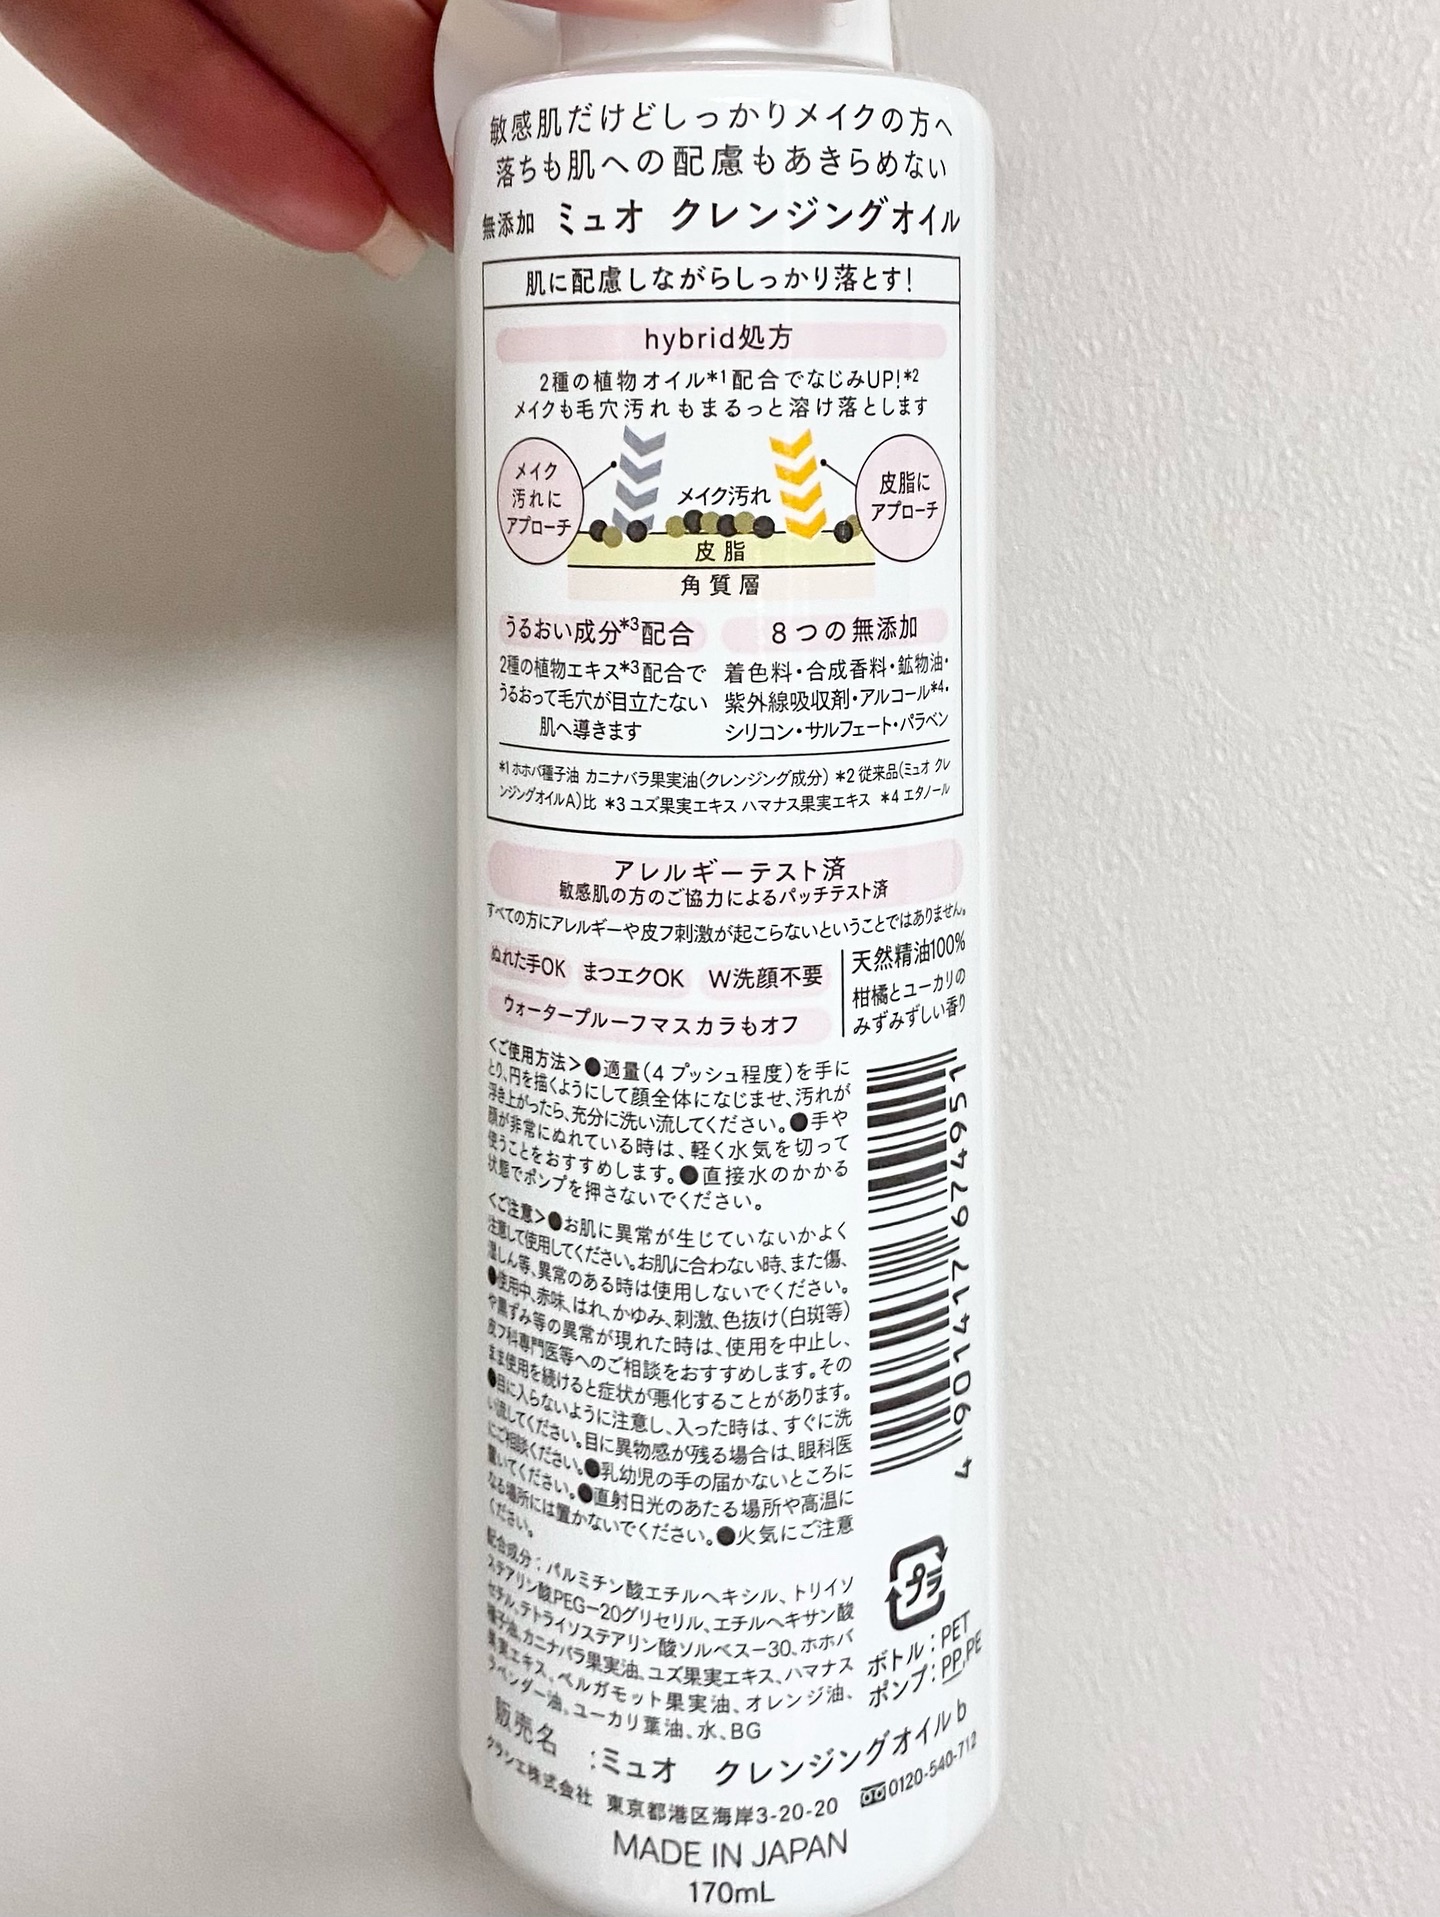 敏感肌だけどしっかりメイクの方へ
落ちも肌への配慮もあきらめない
無添加 ミュオ クレンジングオイル
肌に配慮しながらしっかり落とす!
hybrid処方
2種の植物オイル*1配合でなじみUP!*2
メイクも毛穴汚れもまるっと溶け落とします
メイク
汚れに
アプローチ
メイク汚れ
皮脂に
アプローチ
皮脂
角質層
うるおい成分*3配合
2種の植物エキス*3配合で
うるおって毛穴が目立たない
肌へ導きます
8つの無添加
着色料・合成香料・鉱物油・
紫外線吸収剤・アルコール*4・
シリコン・サルフェート・パラベン
*1 ホホバ種子油 カニナバラ果実油(クレンジング成分) *2 従来品(ミュオ クレ
ンジングオイルA)比 *3 ユズ果実エキス ハマナス果実エキス *4 エタノール
アレルギーテスト済
敏感肌の方のご協力によるパッチテスト済
すべての方にアレルギーや皮フ刺激が起こらないということではありません。
ぬれた手OK まつエクOK W洗顔不要
ウォータープルーフマスカラもオフ
天然精油100%
柑橘とユーカリの
みずみずしい香り
<ご使用方法>●適量(4プッシュ程度)を手に
とり、円を描くようにして顔全体になじませ、汚れが
浮き上がったら、充分に洗い流してください。●手や
顔が非常にぬれている時は、軽く水気を切って
使うことをおすすめします。●直接水のかかる
状態でポンプを押さないでください。
<ご注意>●お肌に異常が生じていないかよく
注意して使用してください。お肌に合わない時、また傷、
湿しん等、異常のある時は使用しないでください。
●使用中、赤味、はれ、かゆみ、刺激、色抜け(白斑等)
や黒ずみ等の異常が現れた時は、使用を中止し、
皮フ科専門医等へのご相談をおすすめします。その
まま使用を続けると症状が悪化することがあります。
●目に入らないように注意し、入った時は、すぐに洗
い流してください。目に異物感が残る場合は、眼科医
にご相談ください。●乳幼児の手の届かないところに
置いてください。●直射日光のあたる場所や高温に
なる場所には置かないでください。●火気にご注意
ください。
配合成分:パルミチン酸エチルヘキシル、トリイソ
ステアリン酸PEG-20グリセリル、エチルヘキサン酸
セチル、テトライソステアリン酸ソルベス-30、ホホバ
種子油、カニナバラ果実油、ユズ果実エキス、ハマナス
果実エキス、ベルガモット果実油、オレンジ油、
ラベンダー油、ユーカリ葉油、水、BG
4 901417 674951
プラ
ボトル:PET
ポンプ:PP,PE
販売名 :ミュオ クレンジングオイルb
クラシエ株式会社 東京都港区海岸3-20-20 0120-540-712
MADE IN JAPAN
170mL